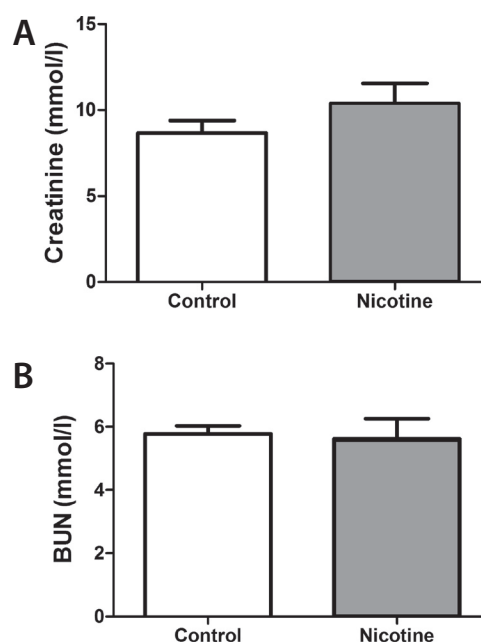 A
Creatinine (mmol/l)
15
10
5
0
Control Nicotine
B
BUN (mmol/l)
8
6
4
2
0
Control Nicotine